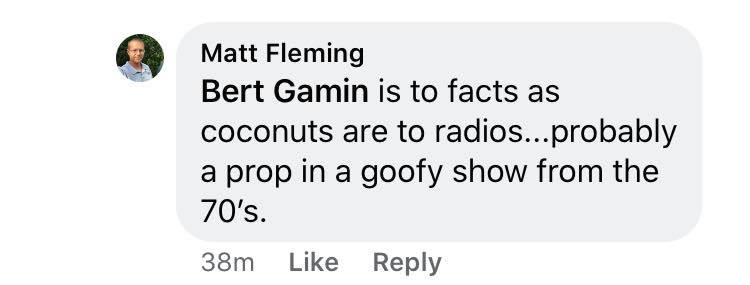 Matt Fleming
Bert Gamin is to facts as
coconuts are to radios...probably
a prop in a goofy show from the
70's.
38m Like Reply